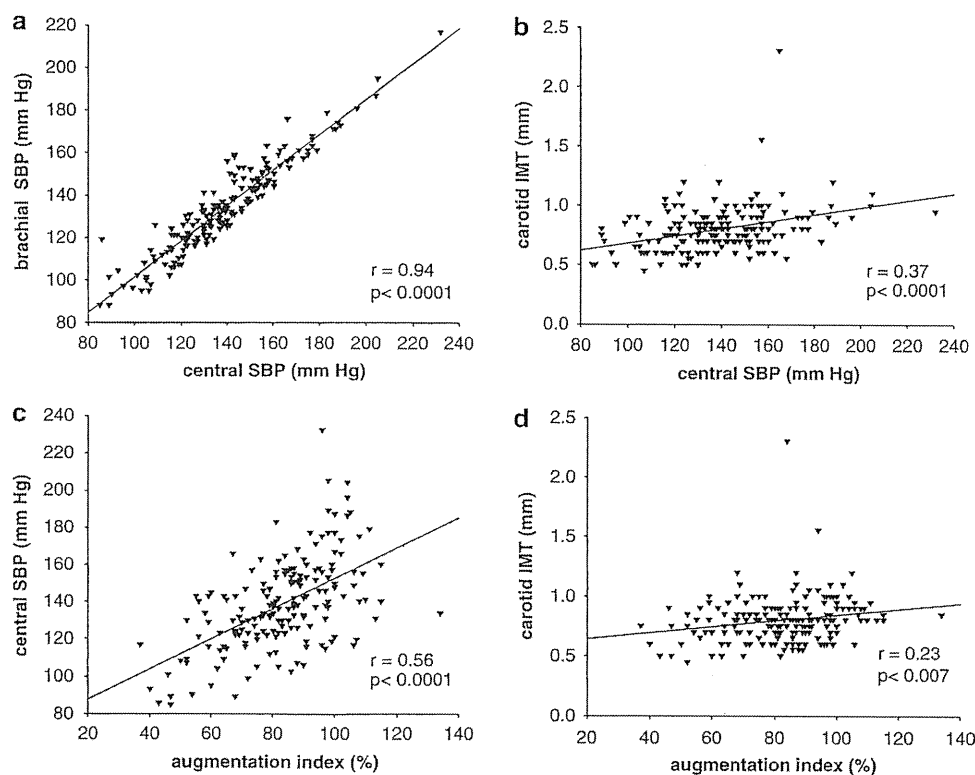 a
brachial SBP (mm Hg)
220
200
180
160
140
120
100
80
80 100 120 140 160 180 200 220 240
central SBP (mm Hg)
r = 0.94
p< 0.0001
b
carotid IMT (mm)
2.5
2.0
1.5
1.0
0.5
0.0
80 100 120 140 160 180 200 220 240
central SBP (mm Hg)
r = 0.37
p< 0.0001
c
central SBP (mm Hg)
240
220
200
180
160
140
120
100
80
20 40 60 80 100 120 140
augmentation index (%)
r = 0.56
p< 0.0001
d
carotid IMT (mm)
2.5
2.0
1.5
1.0
0.5
0.0
20 40 60 80 100 120 140
augmentation index (%)
r = 0.23
p< 0.007